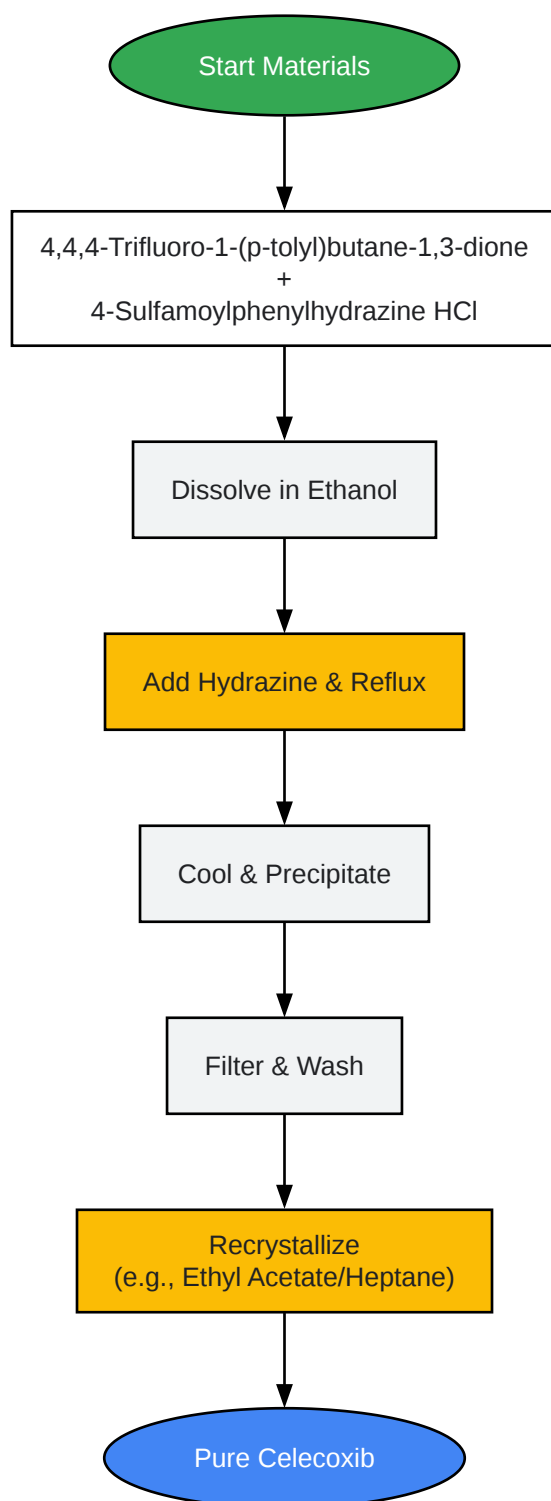 Start Materials
4,4,4-Trifluoro-1-(p-tolyl)butane-1,3-dione
+
4-Sulfamoylphenylhydrazine HCl
Dissolve in Ethanol
Add Hydrazine & Reflux
Cool & Precipitate
Filter & Wash
Recrystallize
(e.g., Ethyl Acetate/Heptane)
Pure Celecoxib